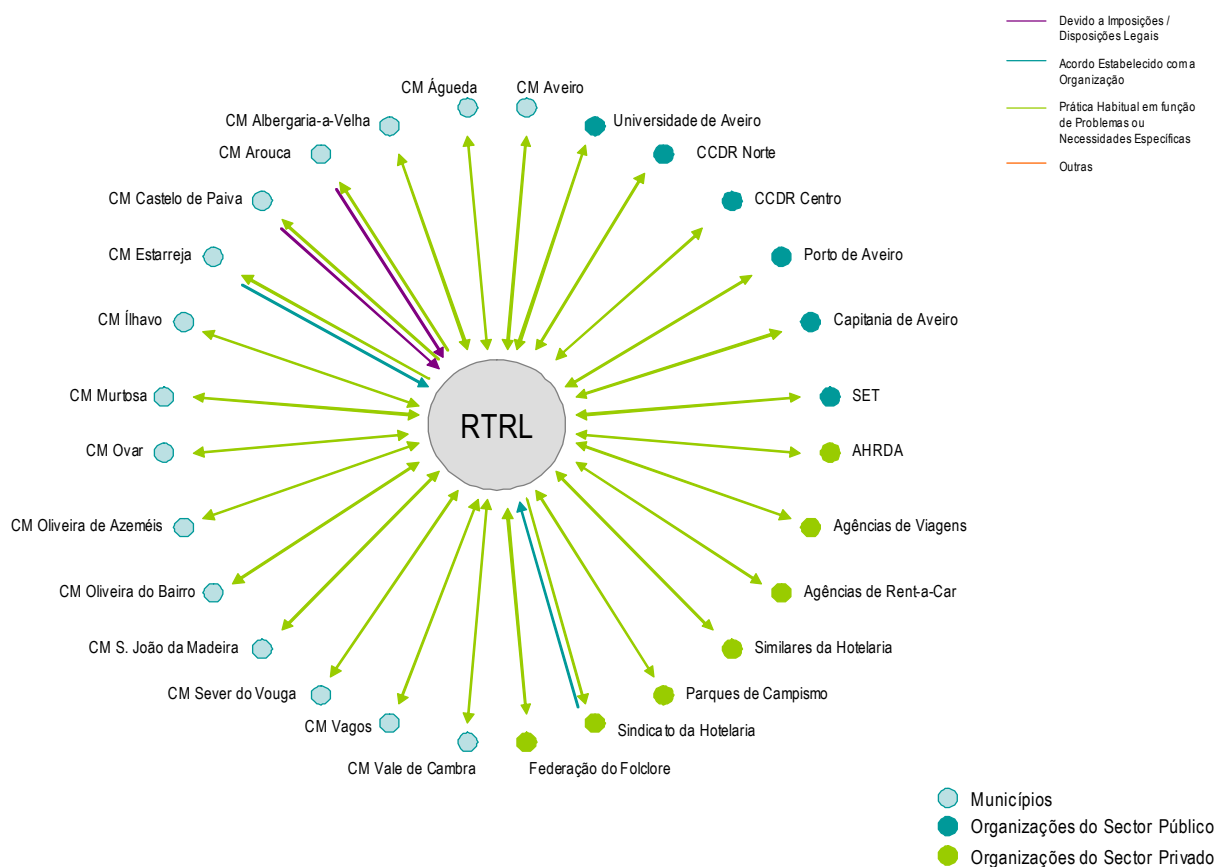 Devido a Imposições /
Disposições Legais
Acordo Estabelecido com a
Organização
Prática Habitual em função
de Problemas ou
Necessidades Específicas
Outras
CM Águeda
CM Aveiro
CM Albergaria-a-Velha
Universidade de Aveiro
CM Arouca
CCDR Norte
CM Castelo de Paiva
CCDR Centro
CM Estarreja
Porto de Aveiro
CM Ílhavo
Capitania de Aveiro
CM Murtosa
SET
RTRL
CM Ovar
AHRDA
CM Oliveira de Azeméis
Agências de Viagens
CM Oliveira do Bairro
Agências de Rent-a-Car
CM S. João da Madeira
Similares da Hotelaria
CM Sever do Vouga
Parques de Campismo
CM Vagos
Sindicato da Hotelaria
CM Vale de Cambra
Federação do Folclore
Municípios
Organizações do Sector Público
Organizações do Sector Privado